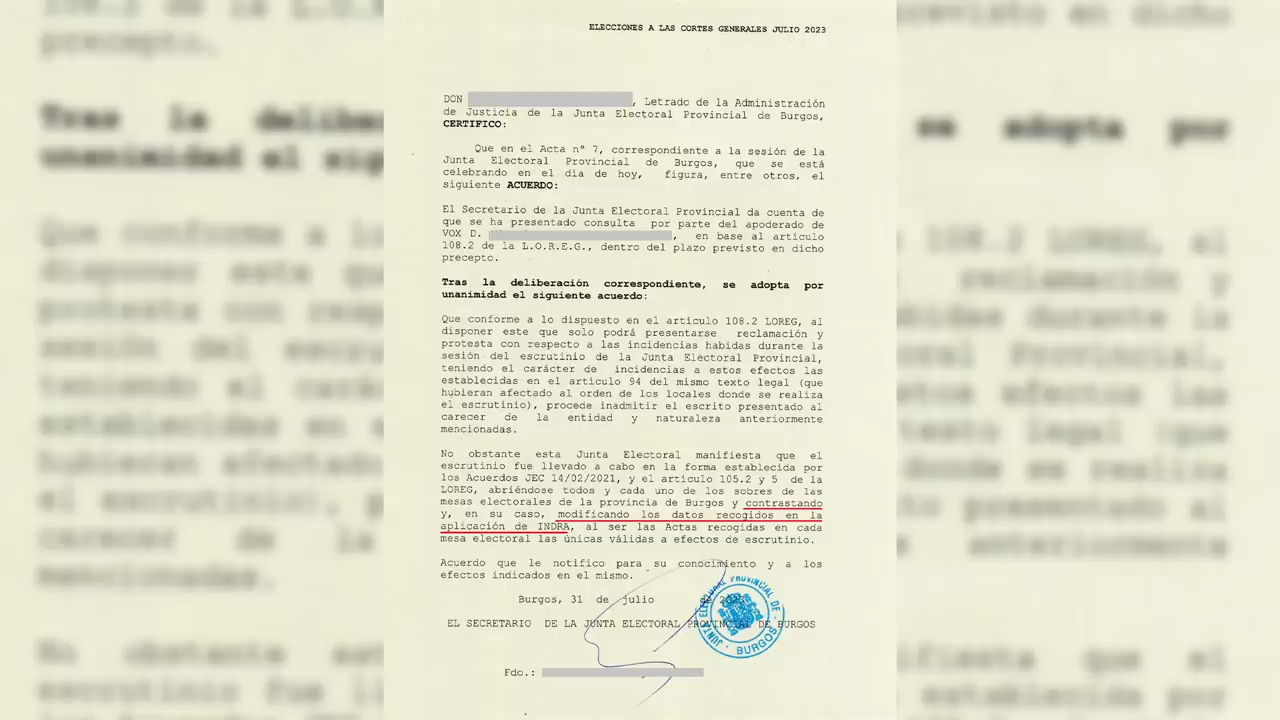 ELECCIONES A LAS CORTES GENERALES JULIO 2023
DON , Letrado de la Administración
de Justicia de la Junta Electoral Provincial de Burgos,
CERTIFICO:
Que en el Acta nº 7, correspondiente a la sesión de la
Junta Electoral Provincial de Burgos, que se está
celebrando en el día de hoy, figura, entre otros, el
siguiente ACUERDO:
El Secretario de la Junta Electoral Provincial da cuenta de
que se ha presentado consulta por parte del apoderado de
VOX D. , en base al articulo
108.2 de la L.O.R.E.G., dentro del plazo previsto en dicho
precepto.
Tras la deliberación correspondiente, se adopta por
unanimidad el siguiente acuerdo:
Que conforme a lo dispuesto en el articulo 108.2 LOREG, al
disponer este que solo podrá presentarse reclamación y
protesta con respecto a las incidencias habidas durante la
sesión del escrutinio de la Junta Electoral Provincial,
teniendo el carácter de incidencias a estos efectos las
establecidas en el articulo 94 del mismo texto legal (que
hubieran afectado al orden de los locales donde se realiza
el escrutinio), procede inadmitir el escrito presentado al
carecer de la entidad y naturaleza anteriormente
mencionadas.
No obstante esta Junta Electoral manifiesta que el
escrutinio fue llevado a cabo en la forma establecida por
los Acuerdos JEC 14/02/2021, y el articulo 105.2 y 5 de la
LOREG, abriéndose todos y cada uno de los sobres de las
mesas electorales de la provincia de Burgos y contrastando
y, en su caso, modificando los datos recogidos en la
aplicación de INDRA, al ser las Actas recogidas en cada
mesa electoral las únicas válidas a efectos de escrutinio.
Acuerdo que le notifico para su conocimiento y a los
efectos indicados en el mismo.
Burgos, 31 de julio de
EL SECRETARIO DE LA JUNTA ELECTORAL PROVINCIAL DE BURGOS
JUNTA ELECTORAL PROVINCIAL DE · BURGOS ·
Fdo.: